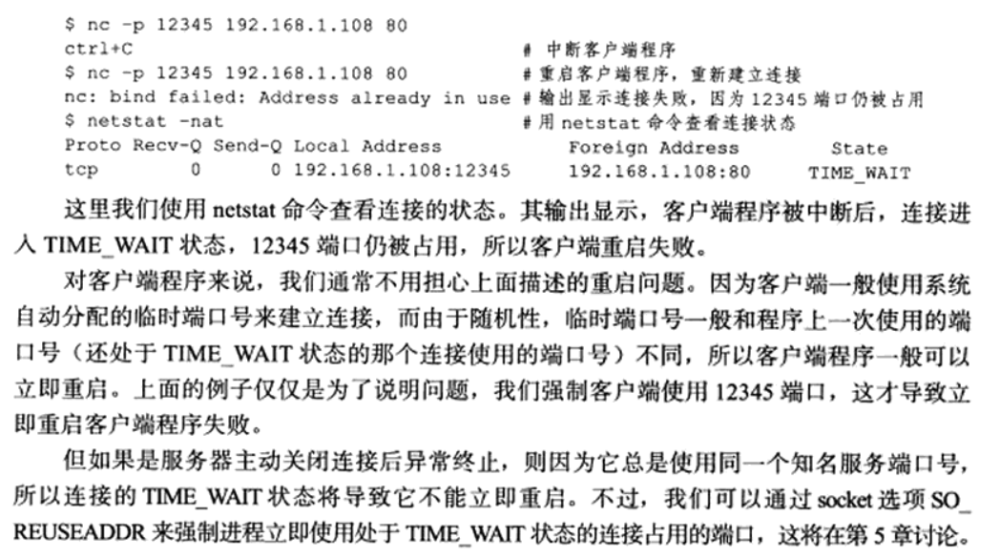 $ nc -p 12345 192.168.1.108 80
ctrl+C # 中断客户端程序
$ nc -p 12345 192.168.1.108 80 # 重启客户端程序，重新建立连接
nc: bind failed: Address already in use # 输出显示连接失败，因为 12345 端口仍被占用
$ netstat -nat # 用 netstat 命令查看连接状态
Proto Recv-Q Send-Q Local Address Foreign Address State
tcp 0 0 192.168.1.108:12345 192.168.1.108:80 TIME_WAIT
这里我们使用 netstat 命令查看连接的状态。其输出显示，客户端程序被中断后，连接进
入 TIME_WAIT 状态，12345 端口仍被占用，所以客户端重启失败。
对客户端程序来说，我们通常不用担心上面描述的重启问题。因为客户端一般使用系统
自动分配的临时端口号来建立连接，而由于随机性，临时端口号一般和程序上一次使用的端
口号（还处于 TIME_WAIT 状态的那个连接使用的端口号）不同，所以客户端程序一般可以
立即重启。上面的例子仅仅是为了说明问题，我们强制客户端使用 12345 端口，这才导致立
即重启客户端程序失败。
但如果是服务器主动关闭连接后异常终止，则因为它总是使用同一个知名服务端口号，
所以连接的 TIME_WAIT 状态将导致它不能立即重启。不过，我们可以通过 socket 选项 SO_
REUSEADDR 来强制进程立即使用处于 TIME_WAIT 状态的连接占用的端口，这将在第 5 章讨论。